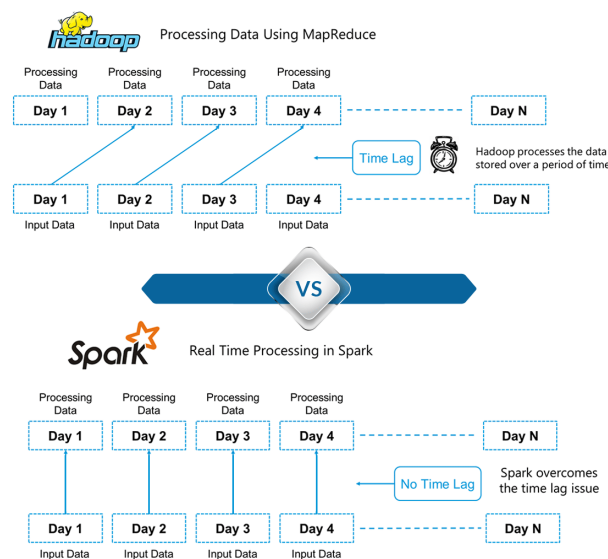 hadoop
Processing Data Using MapReduce
Processing
Data
Processing
Data
Processing
Data
Processing
Data
Day 1
Day 2
Day 3
Day 4
Day N
Time Lag
Hadoop processes the data
stored over a period of time
Day 1
Day 2
Day 3
Day 4
Day N
Input Data
Input Data
Input Data
Input Data
VS
Spark
Real Time Processing in Spark
Processing
Data
Processing
Data
Processing
Data
Processing
Data
Day 1
Day 2
Day 3
Day 4
Day N
No Time Lag
Spark overcomes
the time lag issue
Day 1
Day 2
Day 3
Day 4
Day N
Input Data
Input Data
Input Data
Input Data